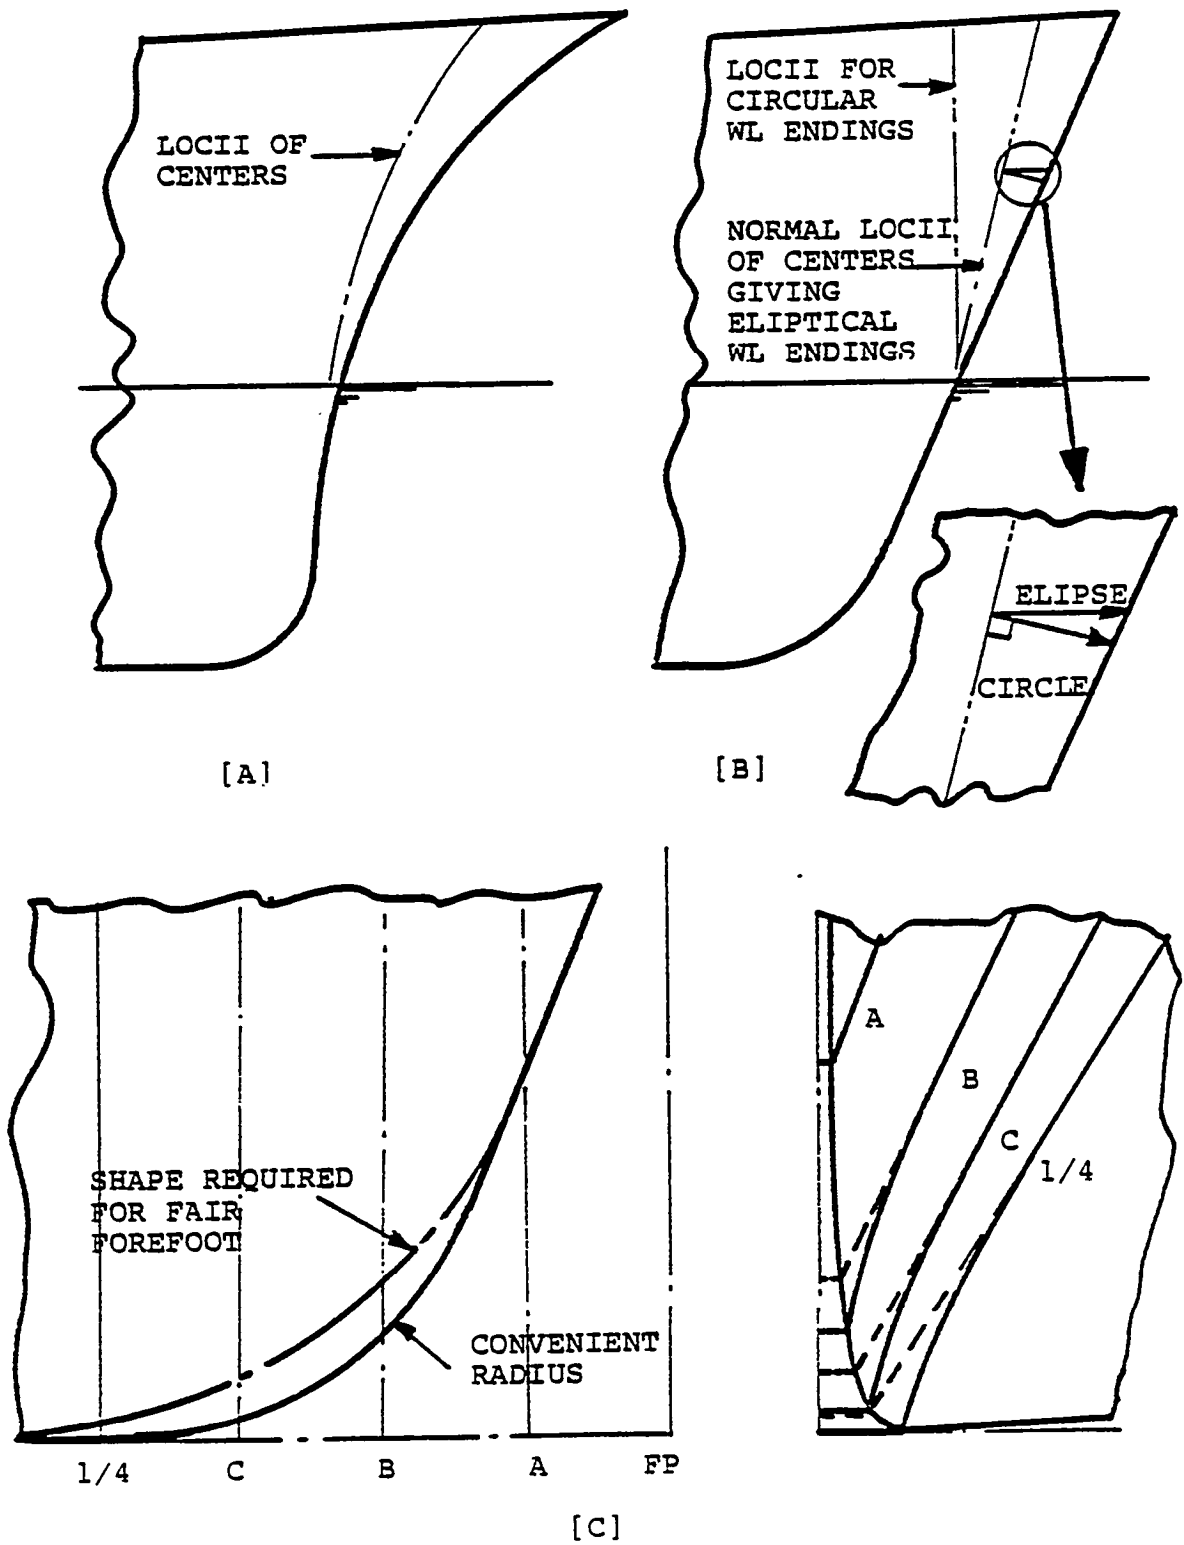 LOCII OF
CENTERS
LOCII FOR
CIRCULAR
WL ENDINGS
NORMAL LOCII
OF CENTERS
GIVING
ELIPTICAL
WL ENDINGS
ELIPSE
CIRCLE
[A]
[B]
SHAPE REQUIRED
FOR FAIR
FOREFOOT
CONVENIENT
RADIUS
1/4
C
B
A
FP
A
B
C
1/4
[C]